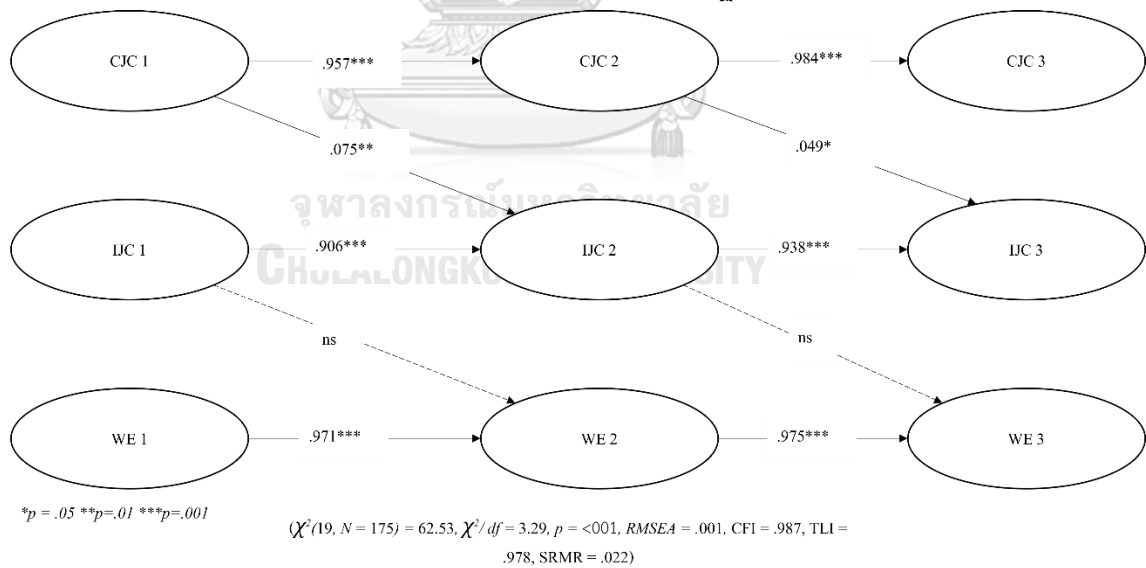 CJC 1 .957*** CJC 2 .984*** CJC 3
.075** .049*
จุฬาลงกรณ์มหาวิทยาลัย
IJC 1 .906*** IJC 2 .938*** IJC 3
ns ns
WE 1 .971*** WE 2 .975*** WE 3
*p = .05 **p=.01 ***p=.001
(χ²(19, N = 175) = 62.53, χ²/ df = 3.29, p = <001, RMSEA = .001, CFI = .987, TLI =
.978, SRMR = .022)